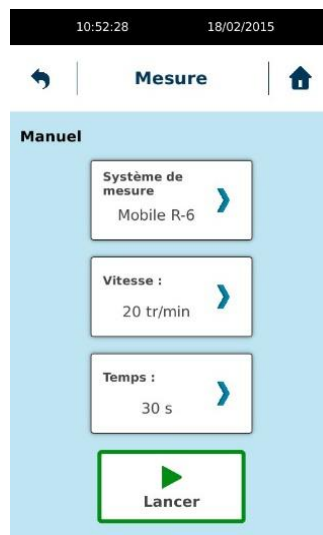 10:52:28 18/02/2015
Mesure
Manuel
Système de
mesure
Mobile R-6
Vitesse :
20 tr/min
Temps :
30 s
Lancer